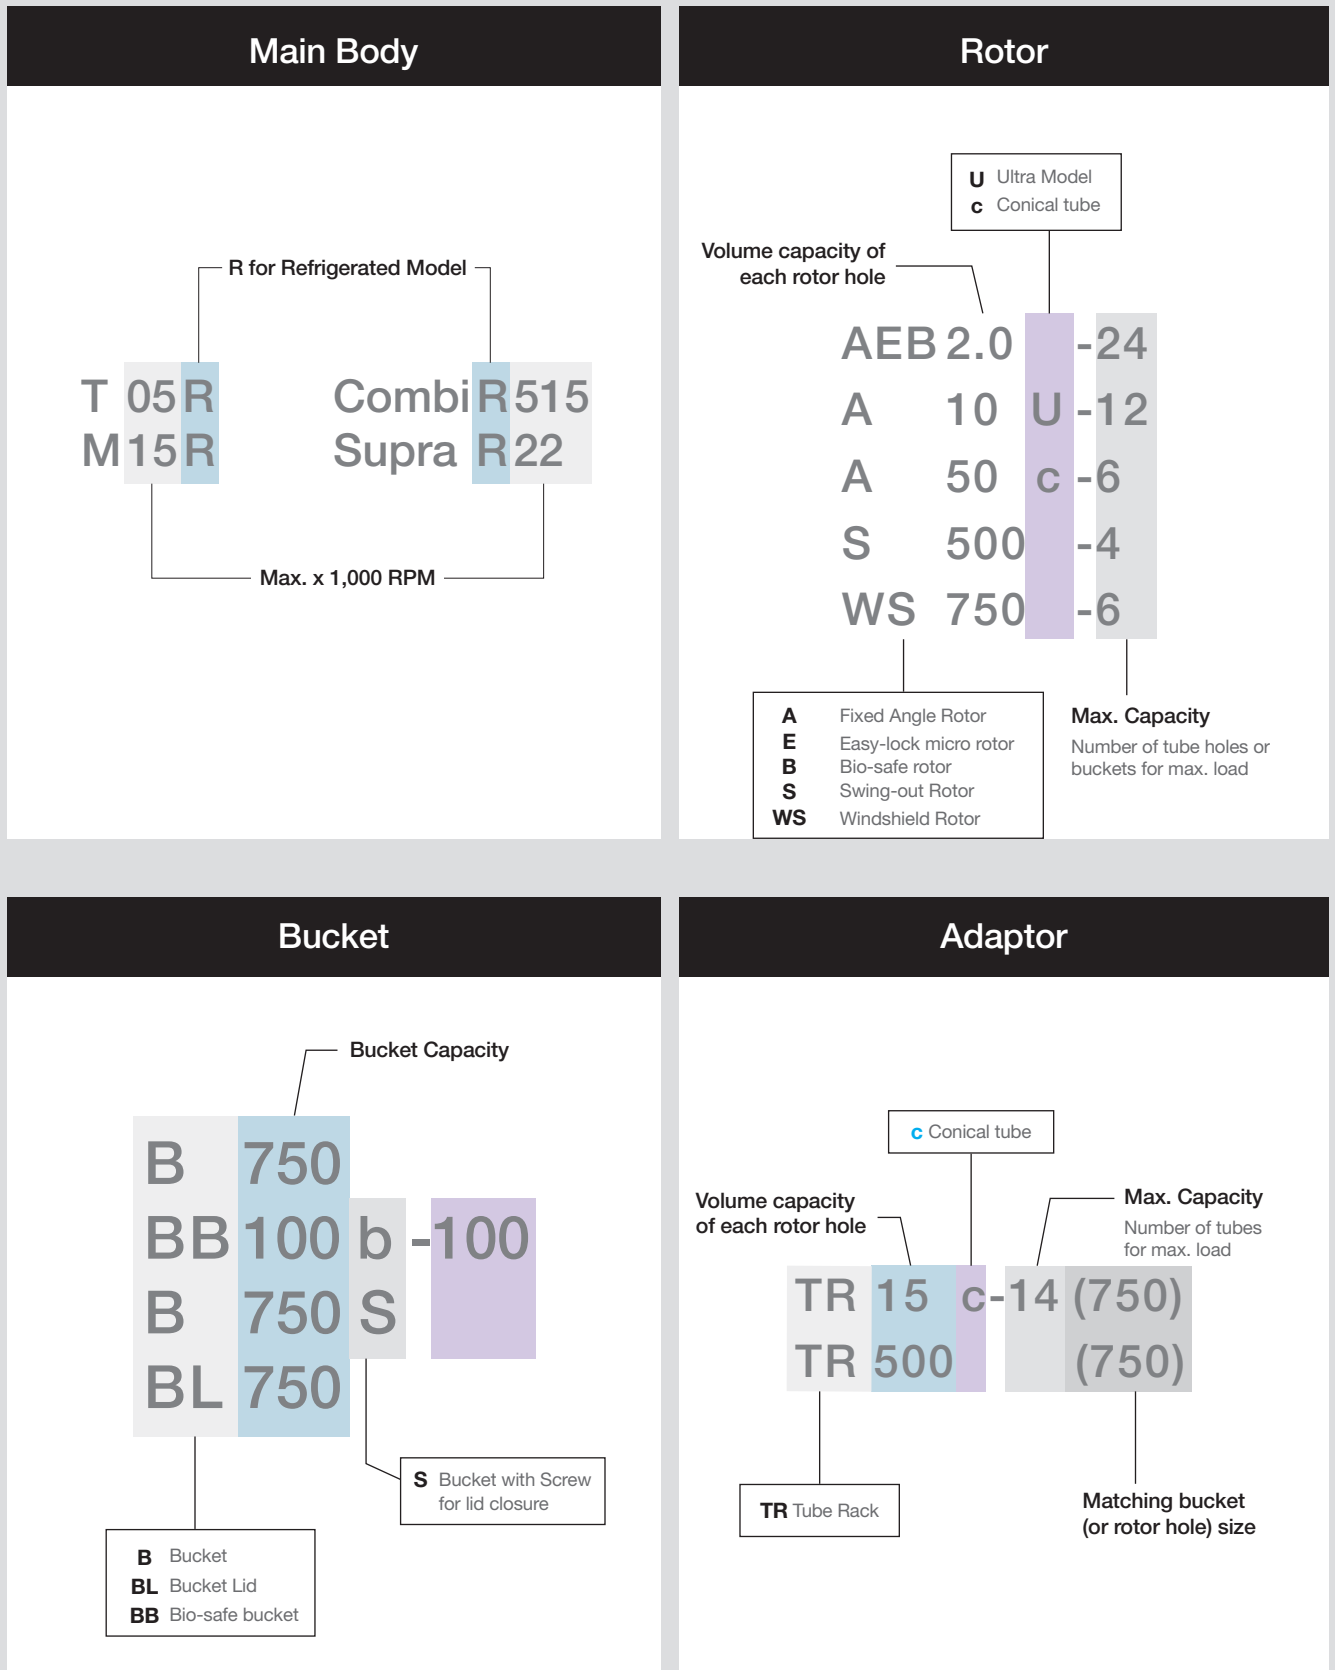 Main Body
R for Refrigerated Model
T 05 R
M 15 R
Combi R 515
Supra R 22
Max. x 1,000 RPM
Rotor
U Ultra Model
c Conical tube
Volume capacity of
each rotor hole
AEB 2.0 -24
A 10 U -12
A 50 c -6
S 500 -4
WS 750 -6
A Fixed Angle Rotor
E Easy-lock micro rotor
B Bio-safe rotor
S Swing-out Rotor
WS Windshield Rotor
Max. Capacity
Number of tube holes or
buckets for max. load
Bucket
Bucket Capacity
B 750
BB 100 b -100
B 750 S
BL 750
S Bucket with Screw
for lid closure
B Bucket
BL Bucket Lid
BB Bio-safe bucket
Adaptor
c Conical tube
Volume capacity
of each rotor hole
Max. Capacity
Number of tubes
for max. load
TR 15 c-14 (750)
TR 500 (750)
TR Tube Rack
Matching bucket
(or rotor hole) size